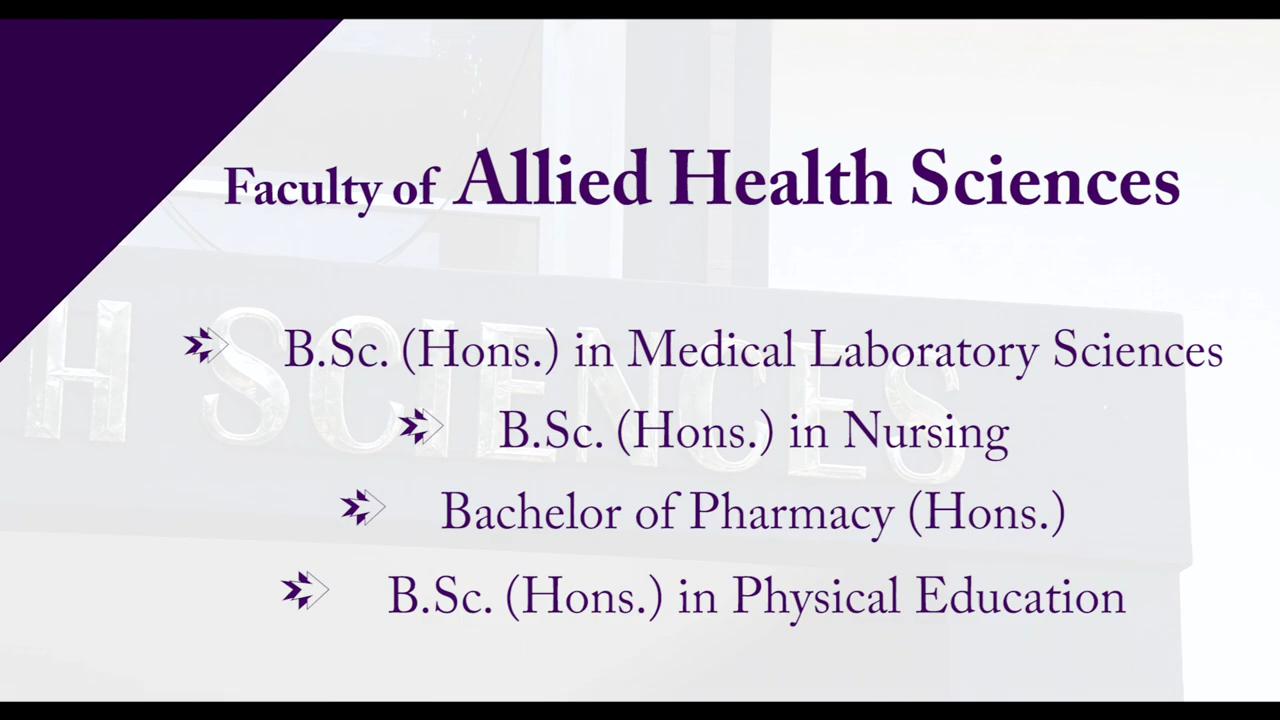 Faculty of Allied Health Sciences
H SCIENCES
B.Sc. (Hons.) in Medical Laboratory Sciences
B.Sc. (Hons.) in Nursing
Bachelor of Pharmacy (Hons.)
B.Sc. (Hons.) in Physical Education